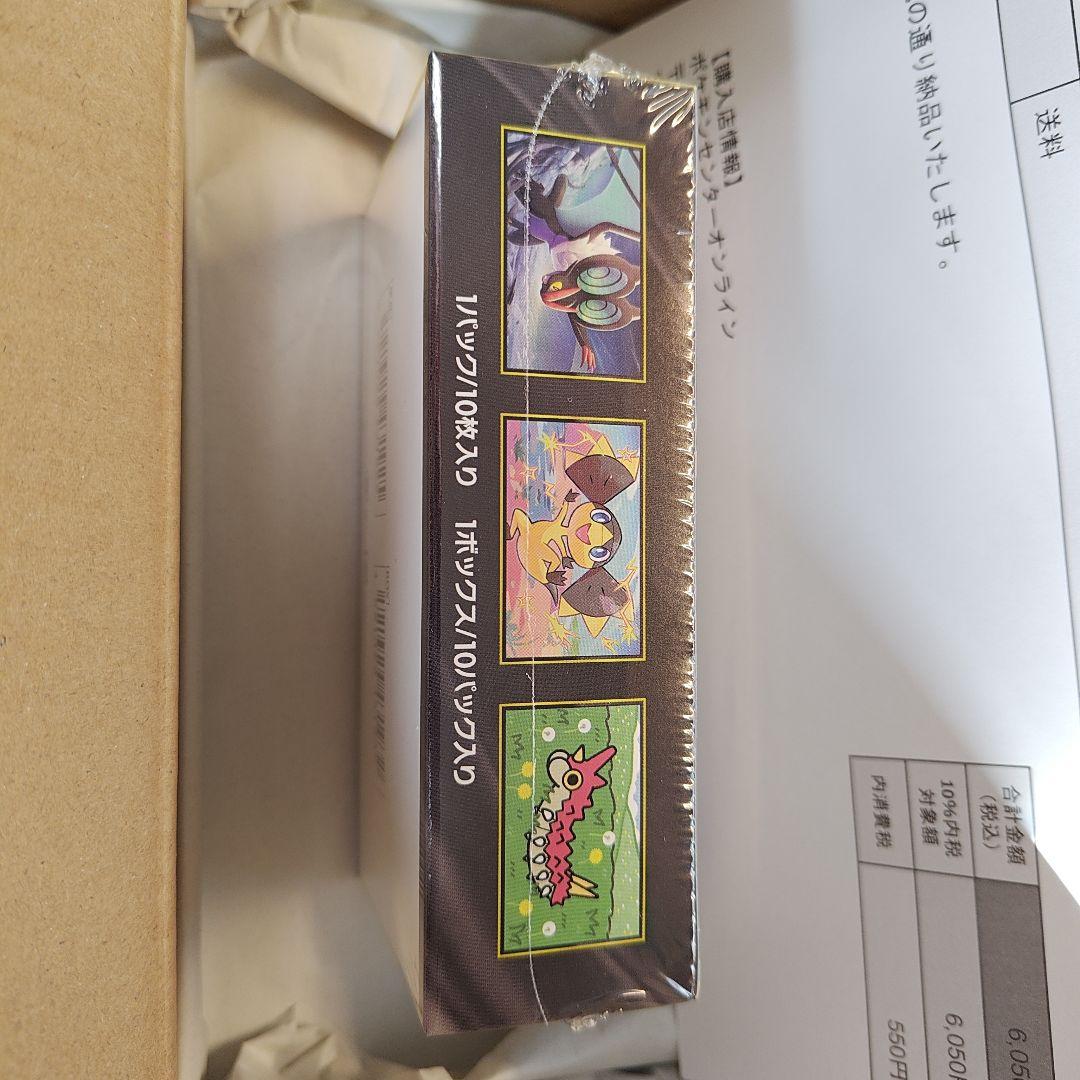 1パック/10枚入り　1ボックス/10パック入り
の通り納品いたします。
【購入店情報】
ポケモンセンターオンライン
送料
合計金額
(税込)
6,05
10%内税
対象額
6,050
内消費税
550円